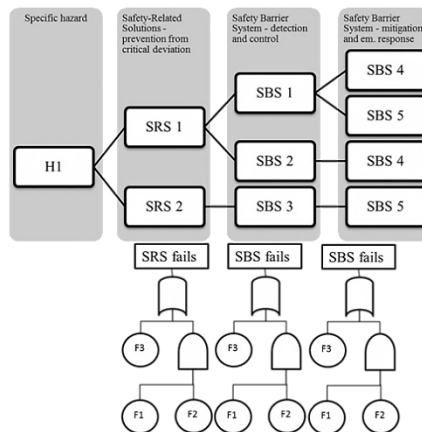 Specific hazard
Safety-Related
Solutions -
prevention from
critical deviation
Safety Barrier
System - detection
and control
Safety Barrier
System - mitigation
and em. response
H1
SRS 1
SRS 2
SBS 1
SBS 2
SBS 3
SBS 4
SBS 5
SBS 4
SBS 5
SRS fails
SBS fails
SBS fails
F3
F3
F3
F1
F2
F1
F2
F1
F2